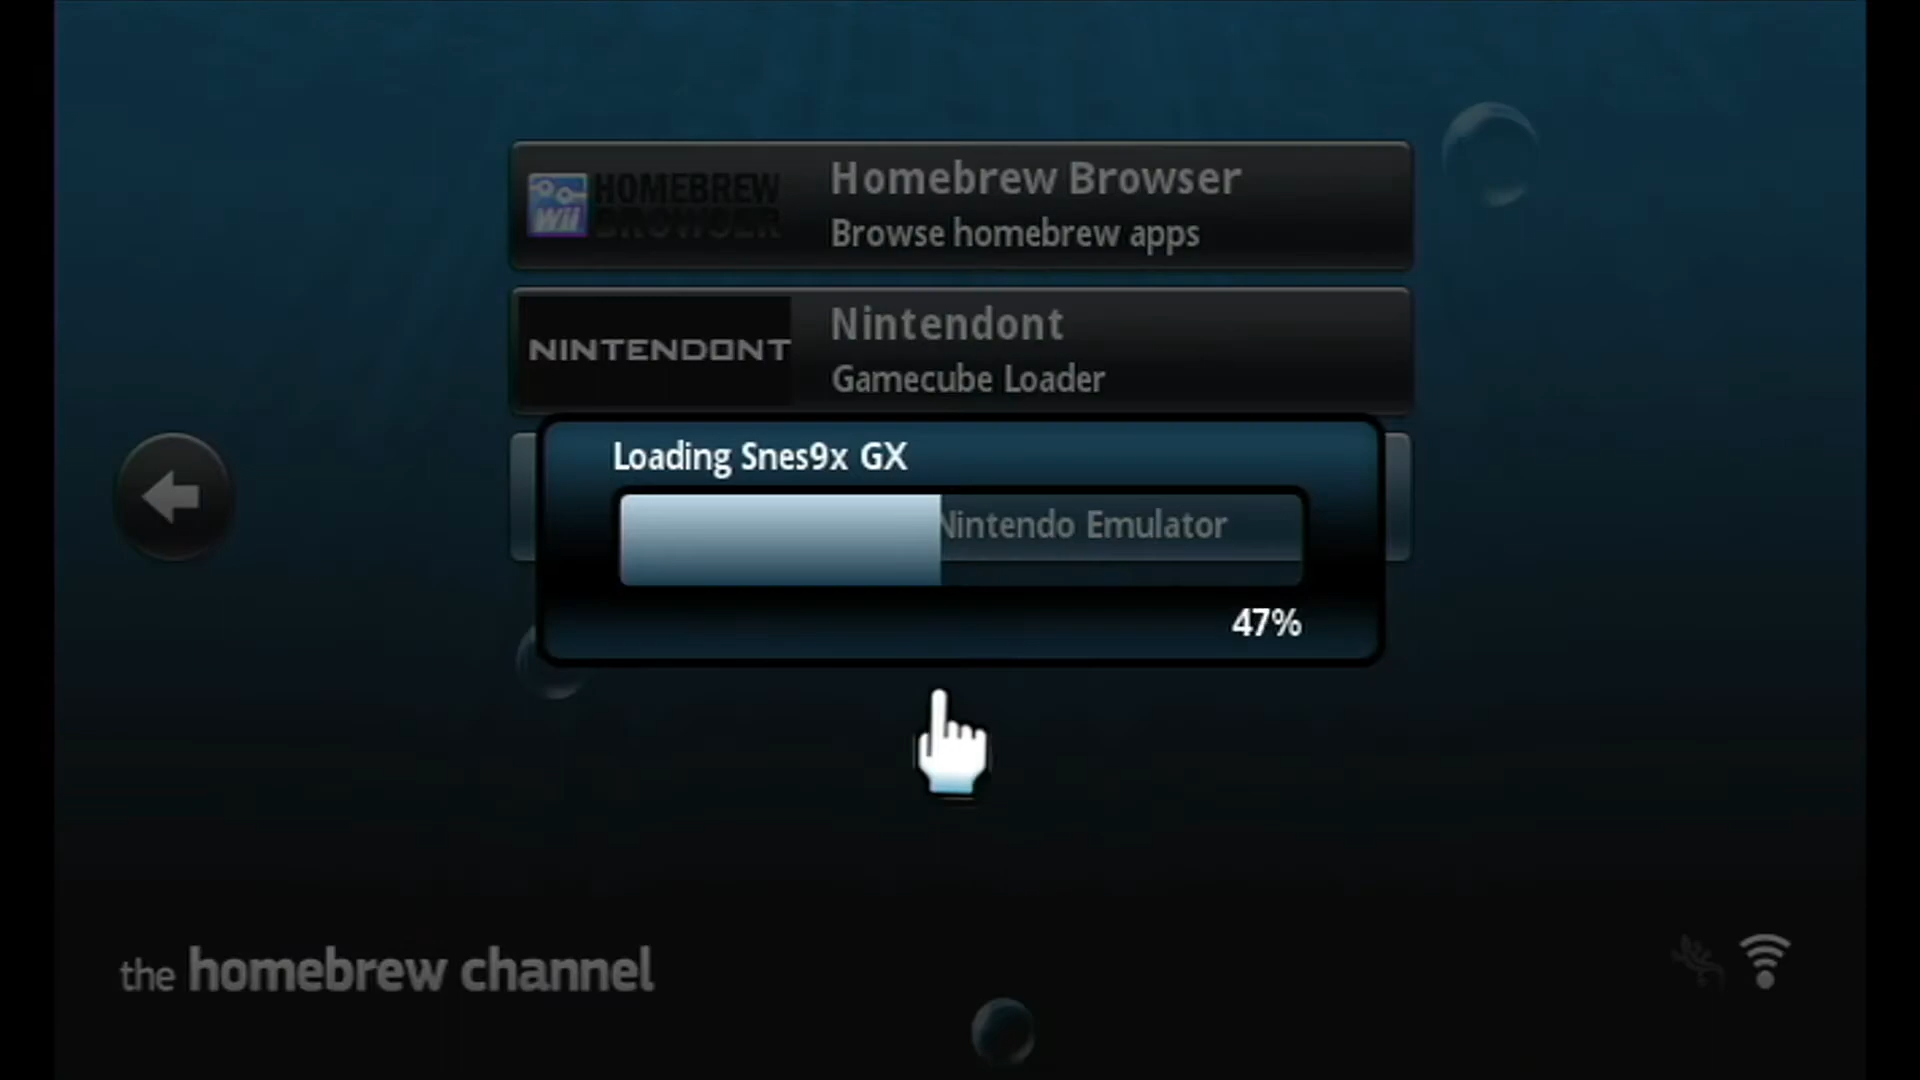 HOMEBREW
BROWSER
Wii
Homebrew Browser
Browse homebrew apps
NINTENDONT
Nintendont
Gamecube Loader
Loading Snes9x GX
Nintendo Emulator
47%
the homebrew channel